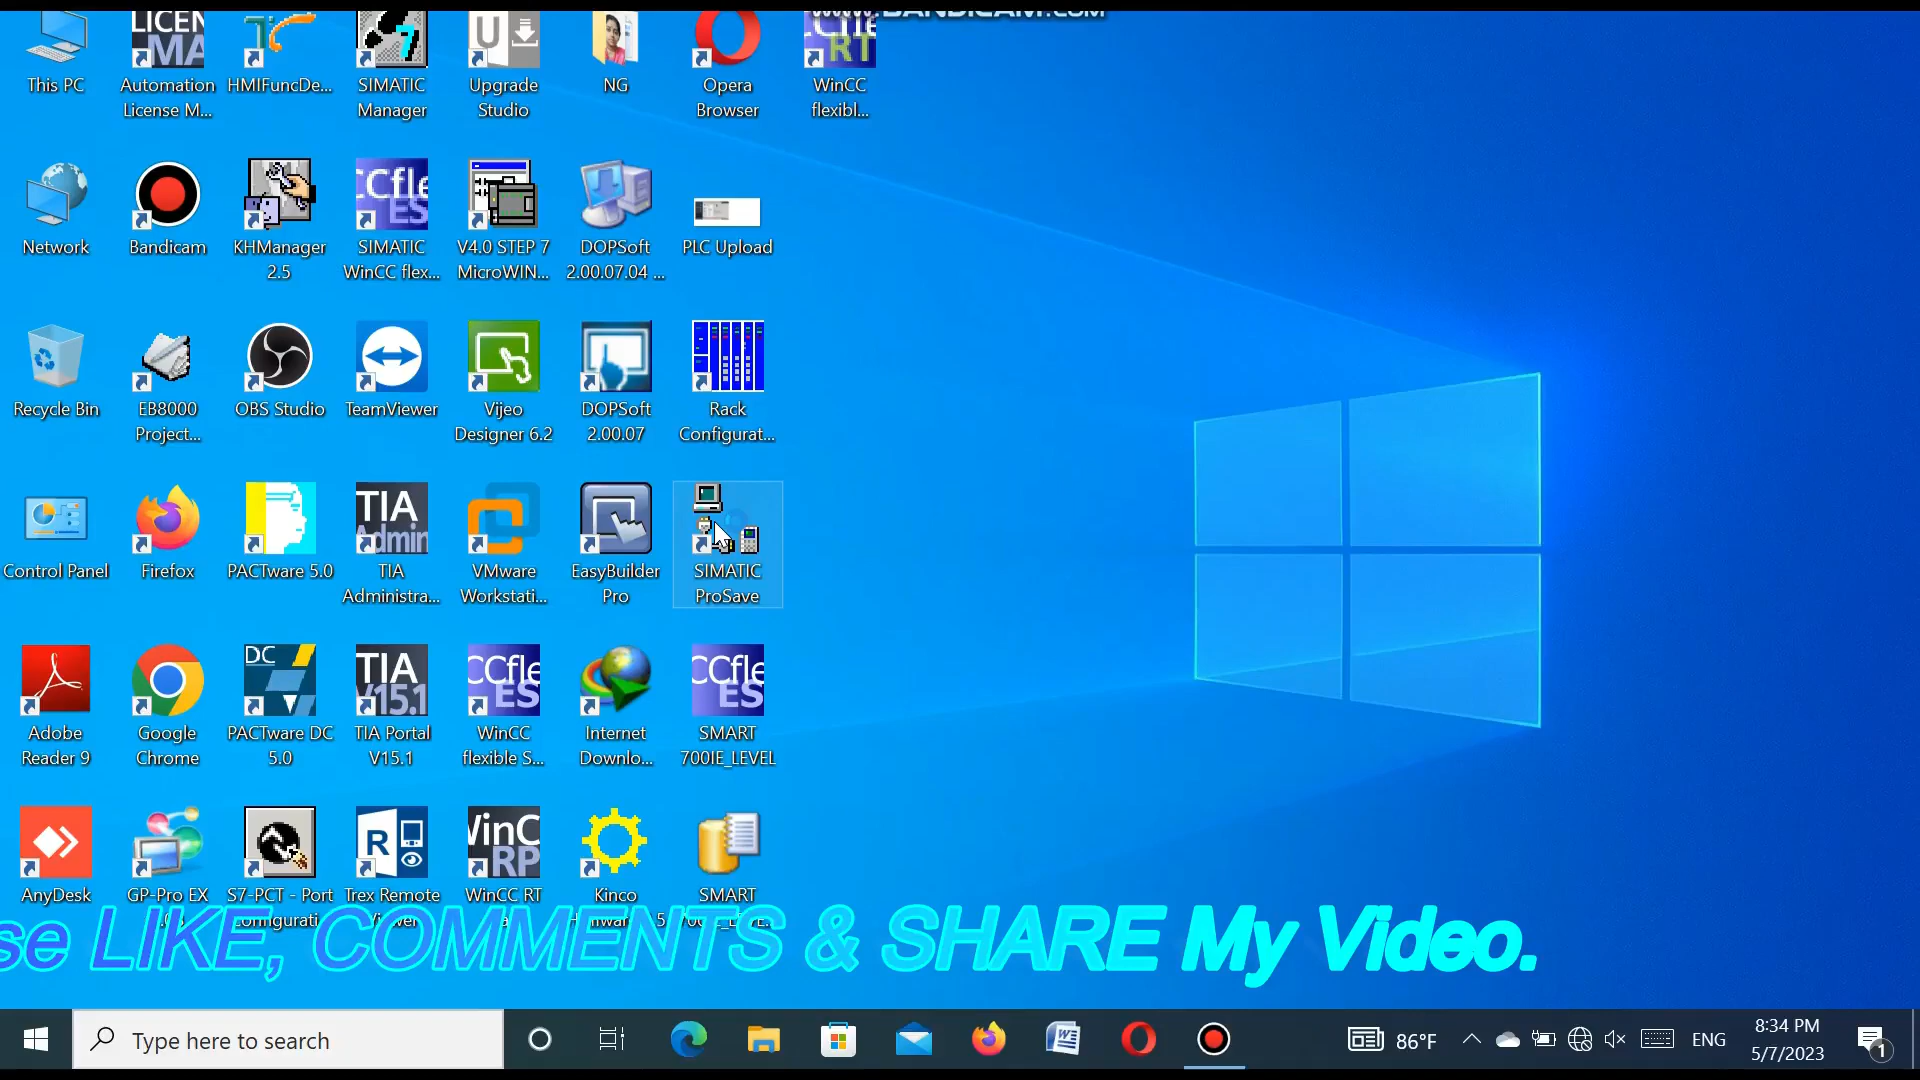 BANDICAM.COM
This PC
Automation
License M...
HMIFuncDe...
SIMATIC
Manager
Upgrade
Studio
NG
Opera
Browser
WinCC
flexibl...
Network
Bandicam
KHManager
2.5
SIMATIC
WinCC flex...
V4.0 STEP 7
MicroWIN...
DOPSoft
2.00.07.04 ...
PLC Upload
Recycle Bin
EB8000
Project...
OBS Studio
TeamViewer
Vijeo
Designer 6.2
DOPSoft
2.00.07
Rack
Configurat...
Control Panel
Firefox
PACTware 5.0
TIA
Administra...
VMware
Workstati...
EasyBuilder
Pro
SIMATIC
ProSave
Adobe
Reader 9
Google
Chrome
PACTware DC
5.0
TIA Portal
V15.1
WinCC
flexible S...
Internet
Downlo...
SMART
700IE_LEVEL
AnyDesk
GP-Pro EX
S7-PCT - Port
Trex Remote
WinCC RT
Kinco
SMART
se LIKE, COMMENTS & SHARE My Video.
Type here to search
86°F
ENG
8:34 PM
5/7/2023
1